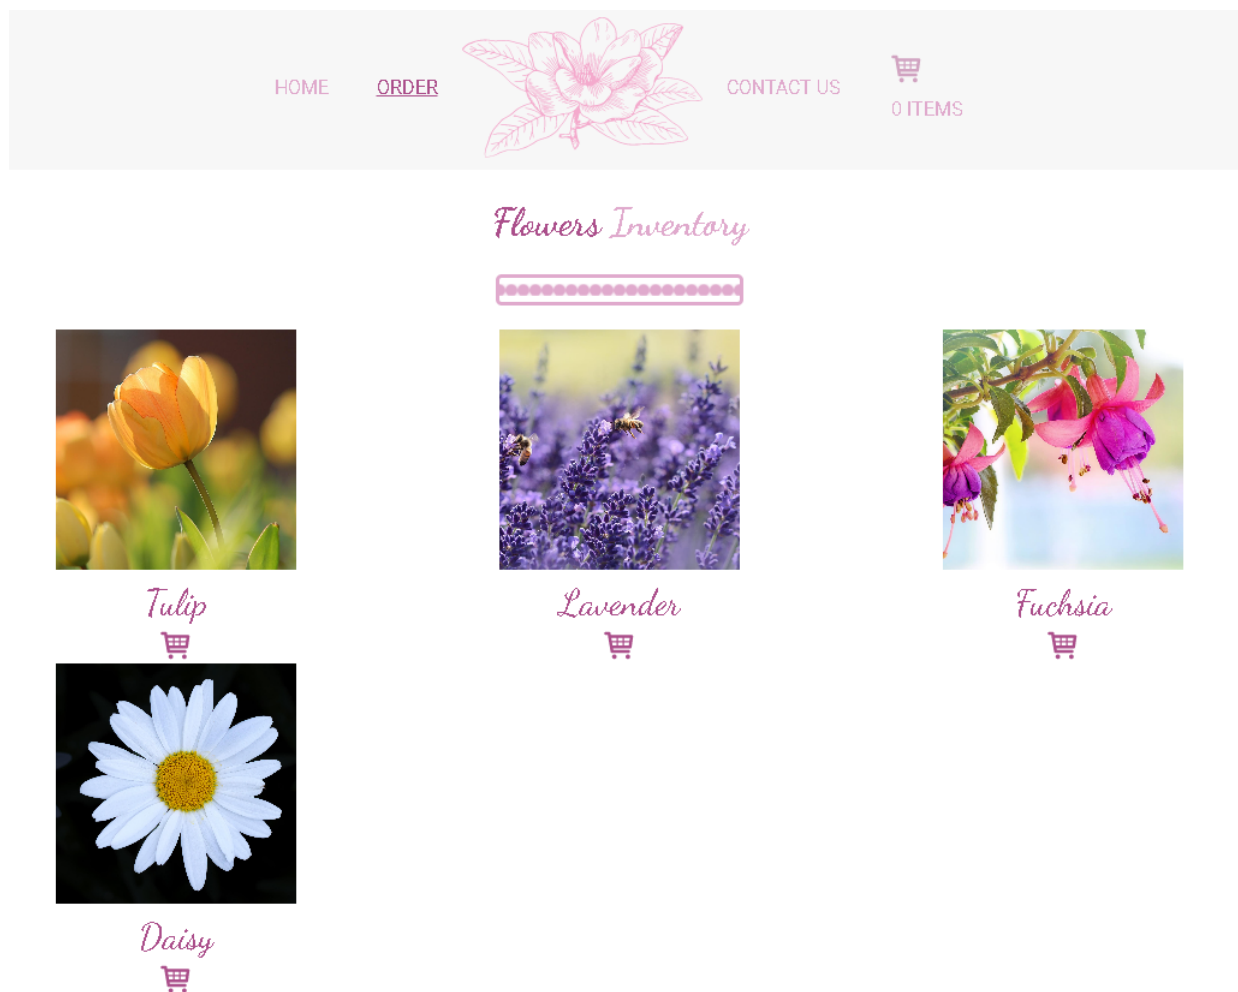 HOME
ORDER
CONTACT US
0 ITEMS
Flowers Inventory
Tulip
Lavender
Fuchsia
Daisy